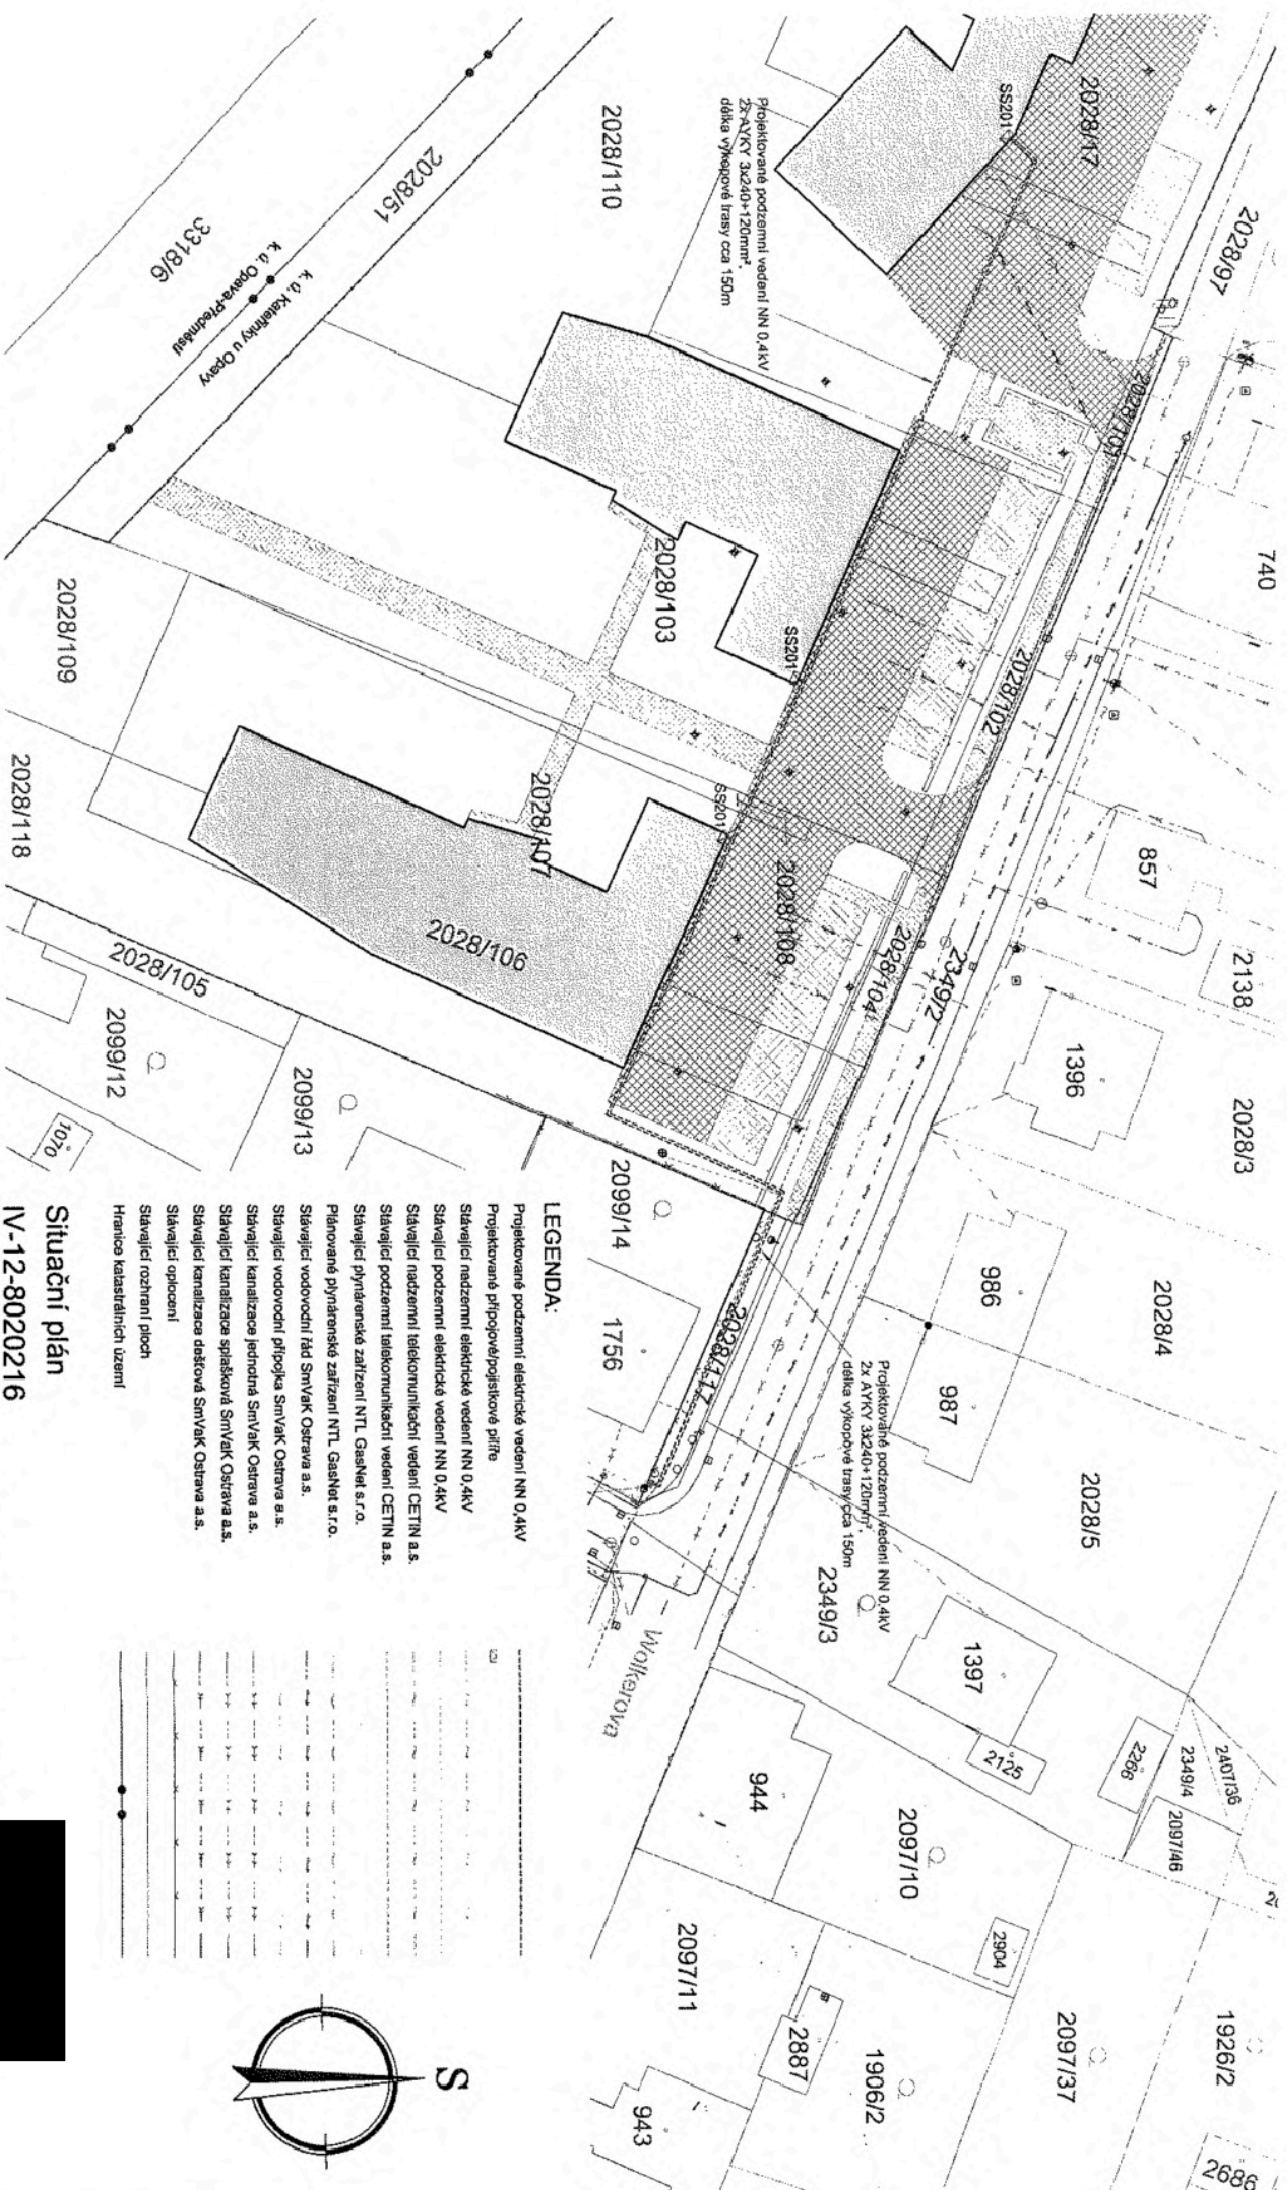 2028/17
SS201
2028/97
2028/110
Projektované podzemní vedení NN 0,4kV
2x AYKY 3x240+120mm²,
délka výkopové trasy cca 150m
2028/51
3318/6
k. ú. Opava-Předměstí
k. ú. Kateřinky u Opavy
2028/101
740
2028/103
SS201
2028/102
2028/109
2028/118
2028/107
SS201
2028/108
857
2138
2028/106
2028/105
2028/104
2349/2
1396
2028/3
2099/12
2099/13
1070
2099/14
1756
2028/117
986
987
2028/4
2028/5
Projektované podzemní vedení NN 0,4kV
2x AYKY 3x240+120mm²,
délka výkopové trasy cca 150m
2349/3
1397
2125
2266
2349/4
2407/36
2097/46
Wolkerova
944
2097/10
2904
2097/11
2887
1906/2
2097/37
1926/2
943
2686
LEGENDA:
Projektované podzemní elektrické vedení NN 0,4kV
Projektované přípojové/pojistkové pilíře
Stávající nadzemní elektrické vedení NN 0,4kV
Stávající podzemní elektrické vedení NN 0,4kV
Stávající nadzemní telekomunikační vedení CETIN a.s.
Stávající podzemní telekomunikační vedení CETIN a.s.
Stávající plynárenské zařízení NTL GasNet s.r.o.
Plánované plynárenské zařízení NTL GasNet s.r.o.
Stávající vodovodní řád SmVaK Ostrava a.s.
Stávající vodovodní přípojka SmVaK Ostrava a.s.
Stávající kanalizace jednotná SmVaK Ostrava a.s.
Stávající kanalizace splašková SmVaK Ostrava a.s.
Stávající kanalizace dešťová SmVaK Ostrava a.s.
Stávající oplocení
Stávající rozhraní ploch
Hranice katastrálních území
Situační plán
IV-12-8020216
S